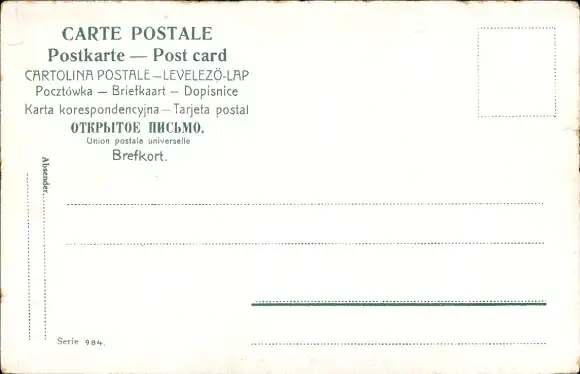 CARTE POSTALE
Postkarte — Post card
CARTOLINA POSTALE — LEVELEZŐ-LAP
Pocztówka — Briefkaart — Dopisnice
Karta korespondencyjna — Tarjeta postal
ОТКРЫТОЕ ПИСЬМО.
Union postale universelle
Brefkort.
Absender.
Serie 984.